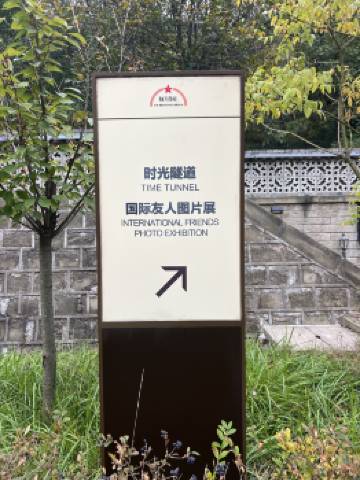 时光隧道
TIME TUNNEL
国际友人图片展
INTERNATIONAL FRIENDS
PHOTO EXHIBITION